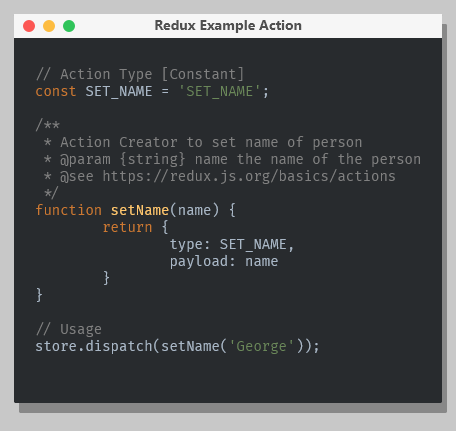 Redux Example Action
// Action Type [Constant]
const SET_NAME = 'SET_NAME';
/**
 * Action Creator to set name of person
 * @param {string} name the name of the person
 * @see https://redux.js.org/basics/actions
 */
function setName(name) {
        return {
                type: SET_NAME,
                payload: name
        }
}
// Usage
store.dispatch(setName('George'));